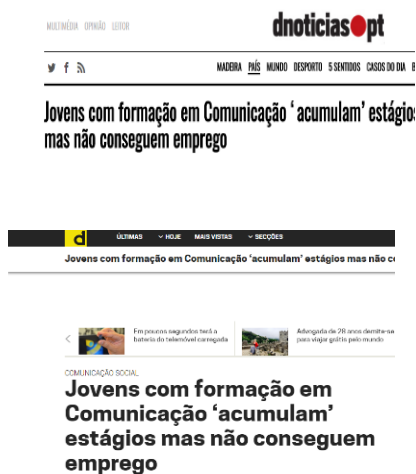 MULTIMÉDIA OPINIÃO LEITOR
dnoticias pt
MADEIRA PAÍS MUNDO DESPORTO 5 SENTIDOS CASOS DO DIA
Jovens com formação em Comunicação ‘ acumulam’ estágios
mas não conseguem emprego
d ÚLTIMAS HOJE MAIS VISTAS SECÇÕES
Jovens com formação em Comunicação ‘acumulam’ estágios mas não
Em poucos segundos terá a
bateria do telemóvel carregada
Advogada de 28 anos demite-se
para viajar grátis pelo mundo
COMUNICAÇÃO SOCIAL
Jovens com formação em
Comunicação ‘acumulam’
estágios mas não conseguem
emprego